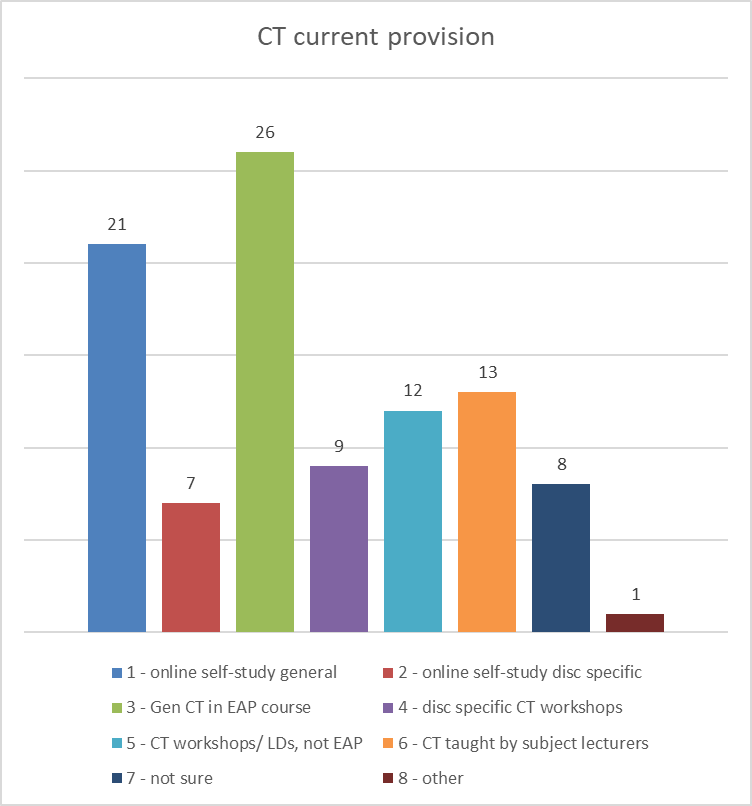 CT current provision
26
21
13
12
9
8
7
1
1 - online self-study general
2 - online self-study disc specific
3 - Gen CT in EAP course
4 - disc specific CT workshops
5 - CT workshops/ LDs, not EAP
6 - CT taught by subject lecturers
7 - not sure
8 - other